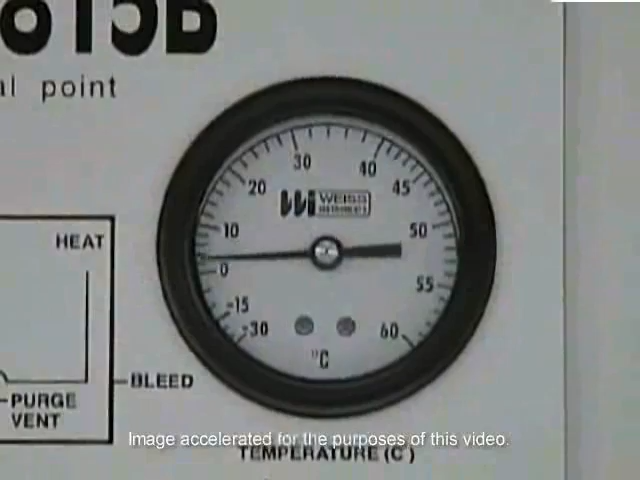 815B
al point
30
40
20
45
WEISS
10
50
HEAT
0
55
-15
-30
60
°C
BLEED
PURGE
VENT
Image accelerated for the purposes of this video.
TEMPERATURE (C)